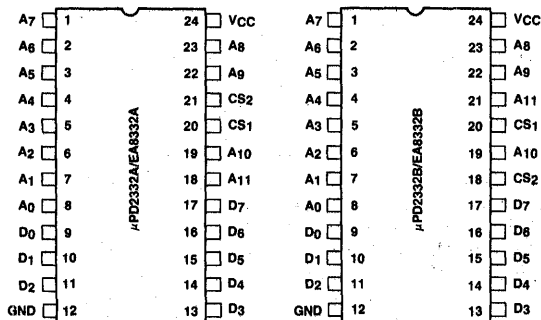 A7 1 24 VCC
A6 2 23 A8
A5 3 22 A9
A4 4 21 CS2
A3 5 20 CS1
A2 6 19 A10
A1 7 18 A11
A0 8 17 D7
D0 9 16 D6
D1 10 15 D5
D2 11 14 D4
GND 12 13 D3
μPD2332A/EA8332A
A7 1 24 VCC
A6 2 23 A8
A5 3 22 A9
A4 4 21 A11
A3 5 20 CS1
A2 6 19 A10
A1 7 18 CS2
A0 8 17 D7
D0 9 16 D6
D1 10 15 D5
D2 11 14 D4
GND 12 13 D3
μPD2332B/EA8332B